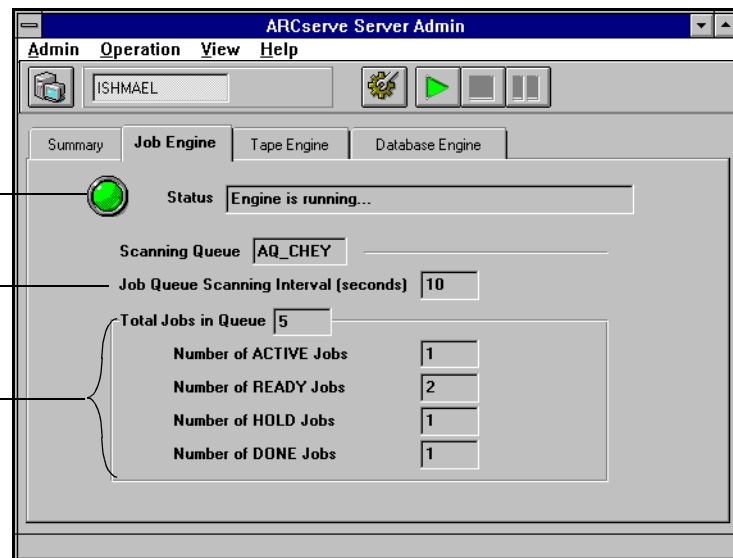 ARCserve Server Admin
Admin Operation View Help
ISHMAEL
Summary Job Engine Tape Engine Database Engine
Status Engine is running...
Scanning Queue AQ_CHEY
Job Queue Scanning Interval (seconds) 10
Total Jobs in Queue 5
Number of ACTIVE Jobs 1
Number of READY Jobs 2
Number of HOLD Jobs 1
Number of DONE Jobs 1